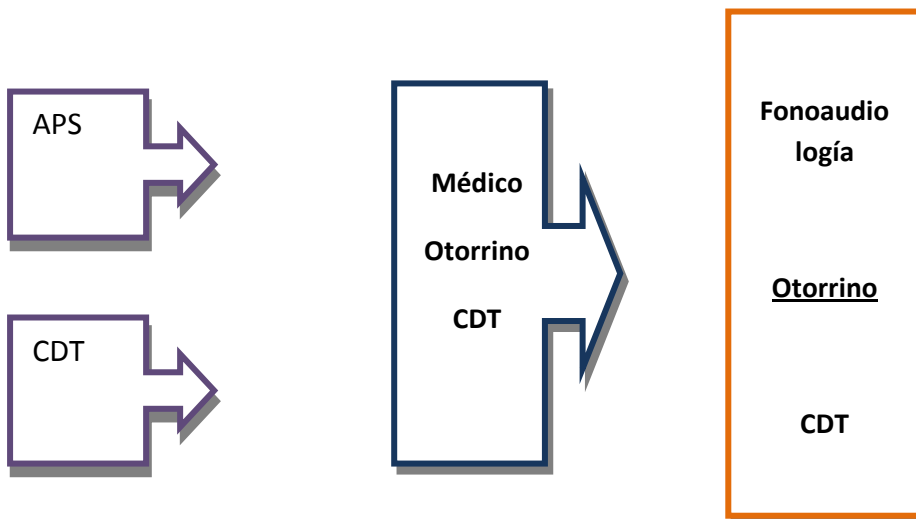 APS
CDT
Médico
Otorrino
CDT
Fonoaudio
logía
Otorrino
CDT